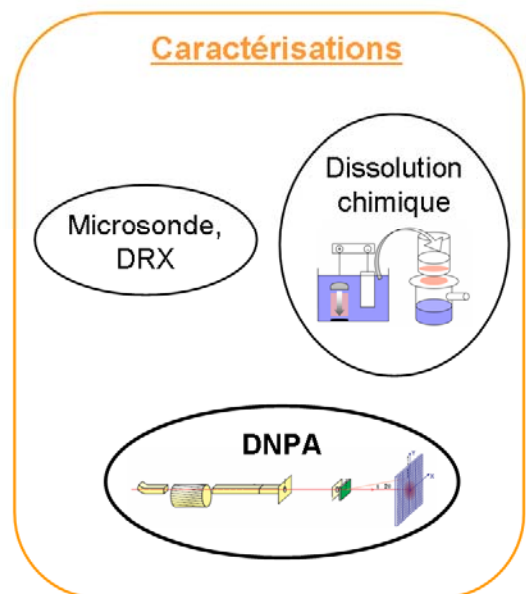 Caractérisations
Dissolution
chimique
Microsonde,
DRX
DNPA